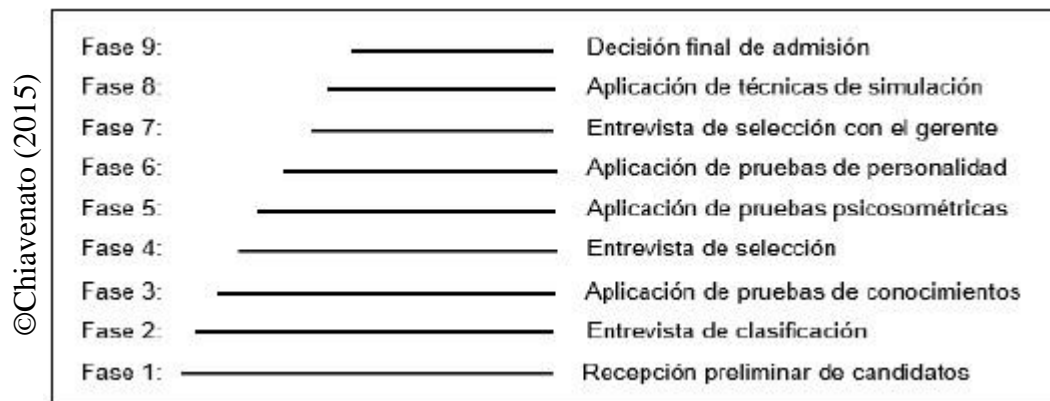 ©Chiavenato (2015)
Fase 9: Decisión final de admisión
Fase 8: Aplicación de técnicas de simulación
Fase 7: Entrevista de selección con el gerente
Fase 6: Aplicación de pruebas de personalidad
Fase 5: Aplicación de pruebas psicosométricas
Fase 4: Entrevista de selección
Fase 3: Aplicación de pruebas de conocimientos
Fase 2: Entrevista de clasificación
Fase 1: Recepción preliminar de candidatos